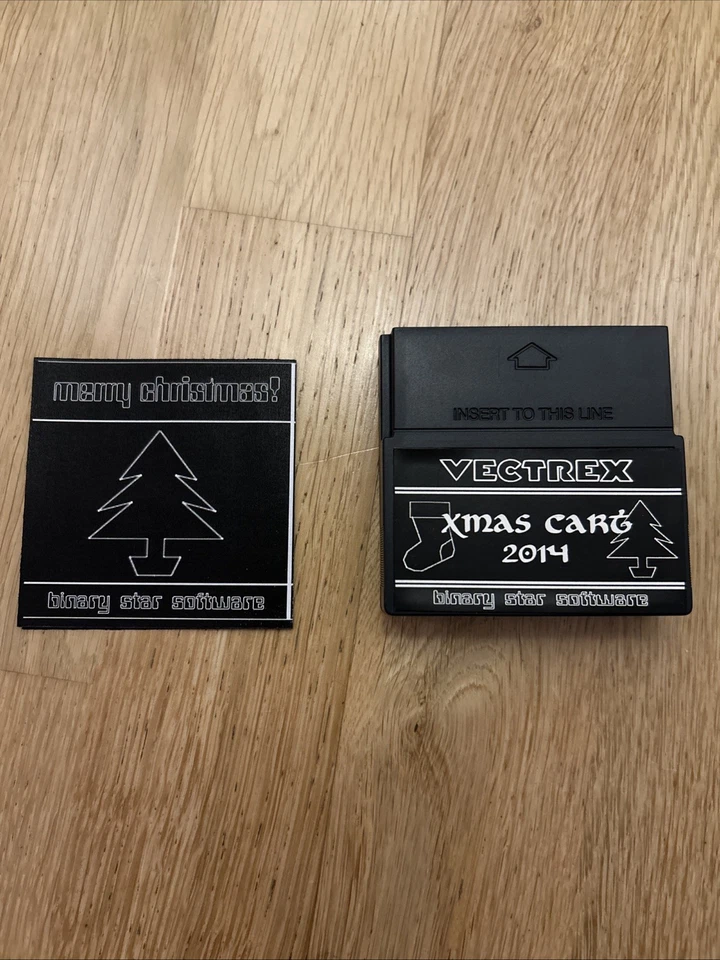 merry christmas!
binary star software
INSERT TO THIS LINE
VECTREX
Xmas Cart
2014
binary star software